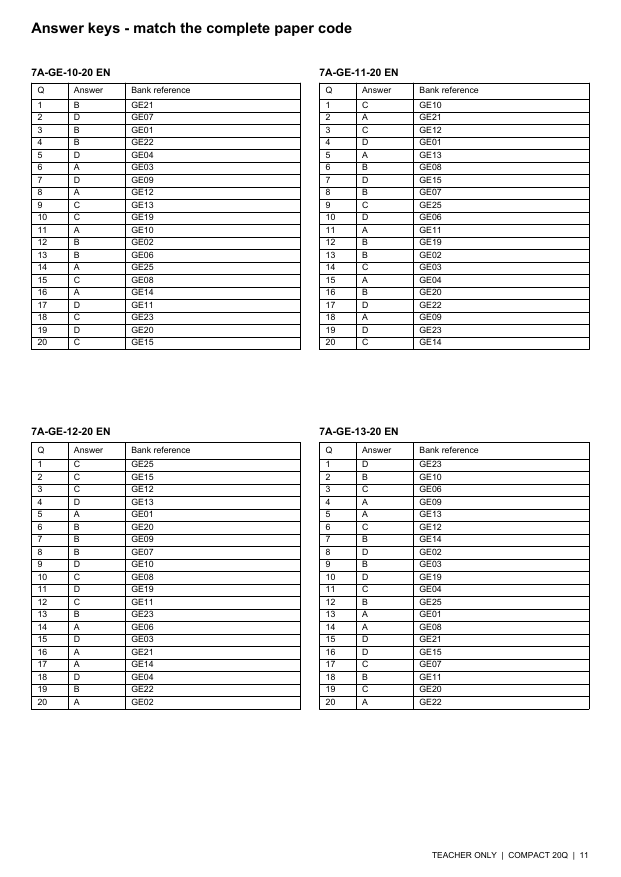 Answer keys - match the complete paper code
7A-GE-10-20 EN
Q Answer Bank reference
1 B GE21
2 D GE07
3 B GE01
4 B GE22
5 D GE04
6 A GE03
7 D GE09
8 A GE12
9 C GE13
10 C GE19
11 A GE10
12 B GE02
13 B GE06
14 A GE25
15 C GE08
16 A GE14
17 D GE11
18 C GE23
19 D GE20
20 C GE15
7A-GE-11-20 EN
Q Answer Bank reference
1 C GE10
2 A GE21
3 C GE12
4 D GE01
5 A GE13
6 B GE08
7 D GE15
8 B GE07
9 C GE25
10 D GE06
11 A GE11
12 B GE19
13 B GE02
14 C GE03
15 A GE04
16 B GE20
17 D GE22
18 A GE09
19 D GE23
20 C GE14
7A-GE-12-20 EN
Q Answer Bank reference
1 C GE25
2 C GE15
3 C GE12
4 D GE13
5 A GE01
6 B GE20
7 B GE09
8 B GE07
9 D GE10
10 C GE08
11 D GE19
12 C GE11
13 B GE23
14 A GE06
15 D GE03
16 A GE21
17 A GE14
18 D GE04
19 B GE22
20 A GE02
7A-GE-13-20 EN
Q Answer Bank reference
1 D GE23
2 B GE10
3 C GE06
4 A GE09
5 A GE13
6 C GE12
7 B GE14
8 D GE02
9 B GE03
10 D GE19
11 C GE04
12 B GE25
13 A GE01
14 A GE08
15 D GE21
16 D GE15
17 C GE07
18 B GE11
19 C GE20
20 A GE22
TEACHER ONLY | COMPACT 20Q | 11